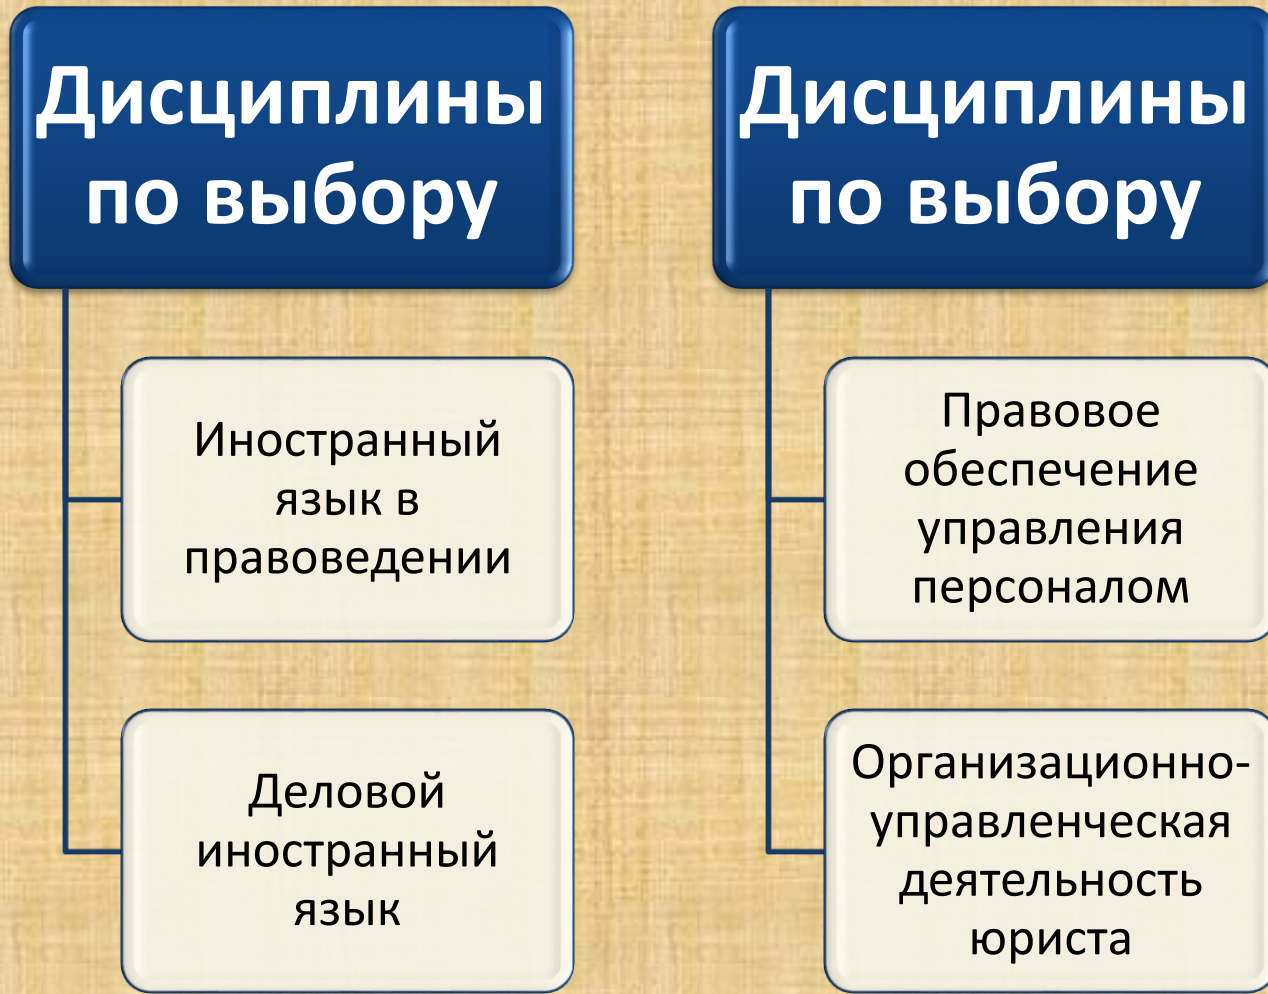 Дисциплины
по выбору
Иностранный
язык в
правоведении
Деловой
иностранный
язык
Дисциплины
по выбору
Правовое
обеспечение
управления
персоналом
Организационно-
управленческая
деятельность
юриста